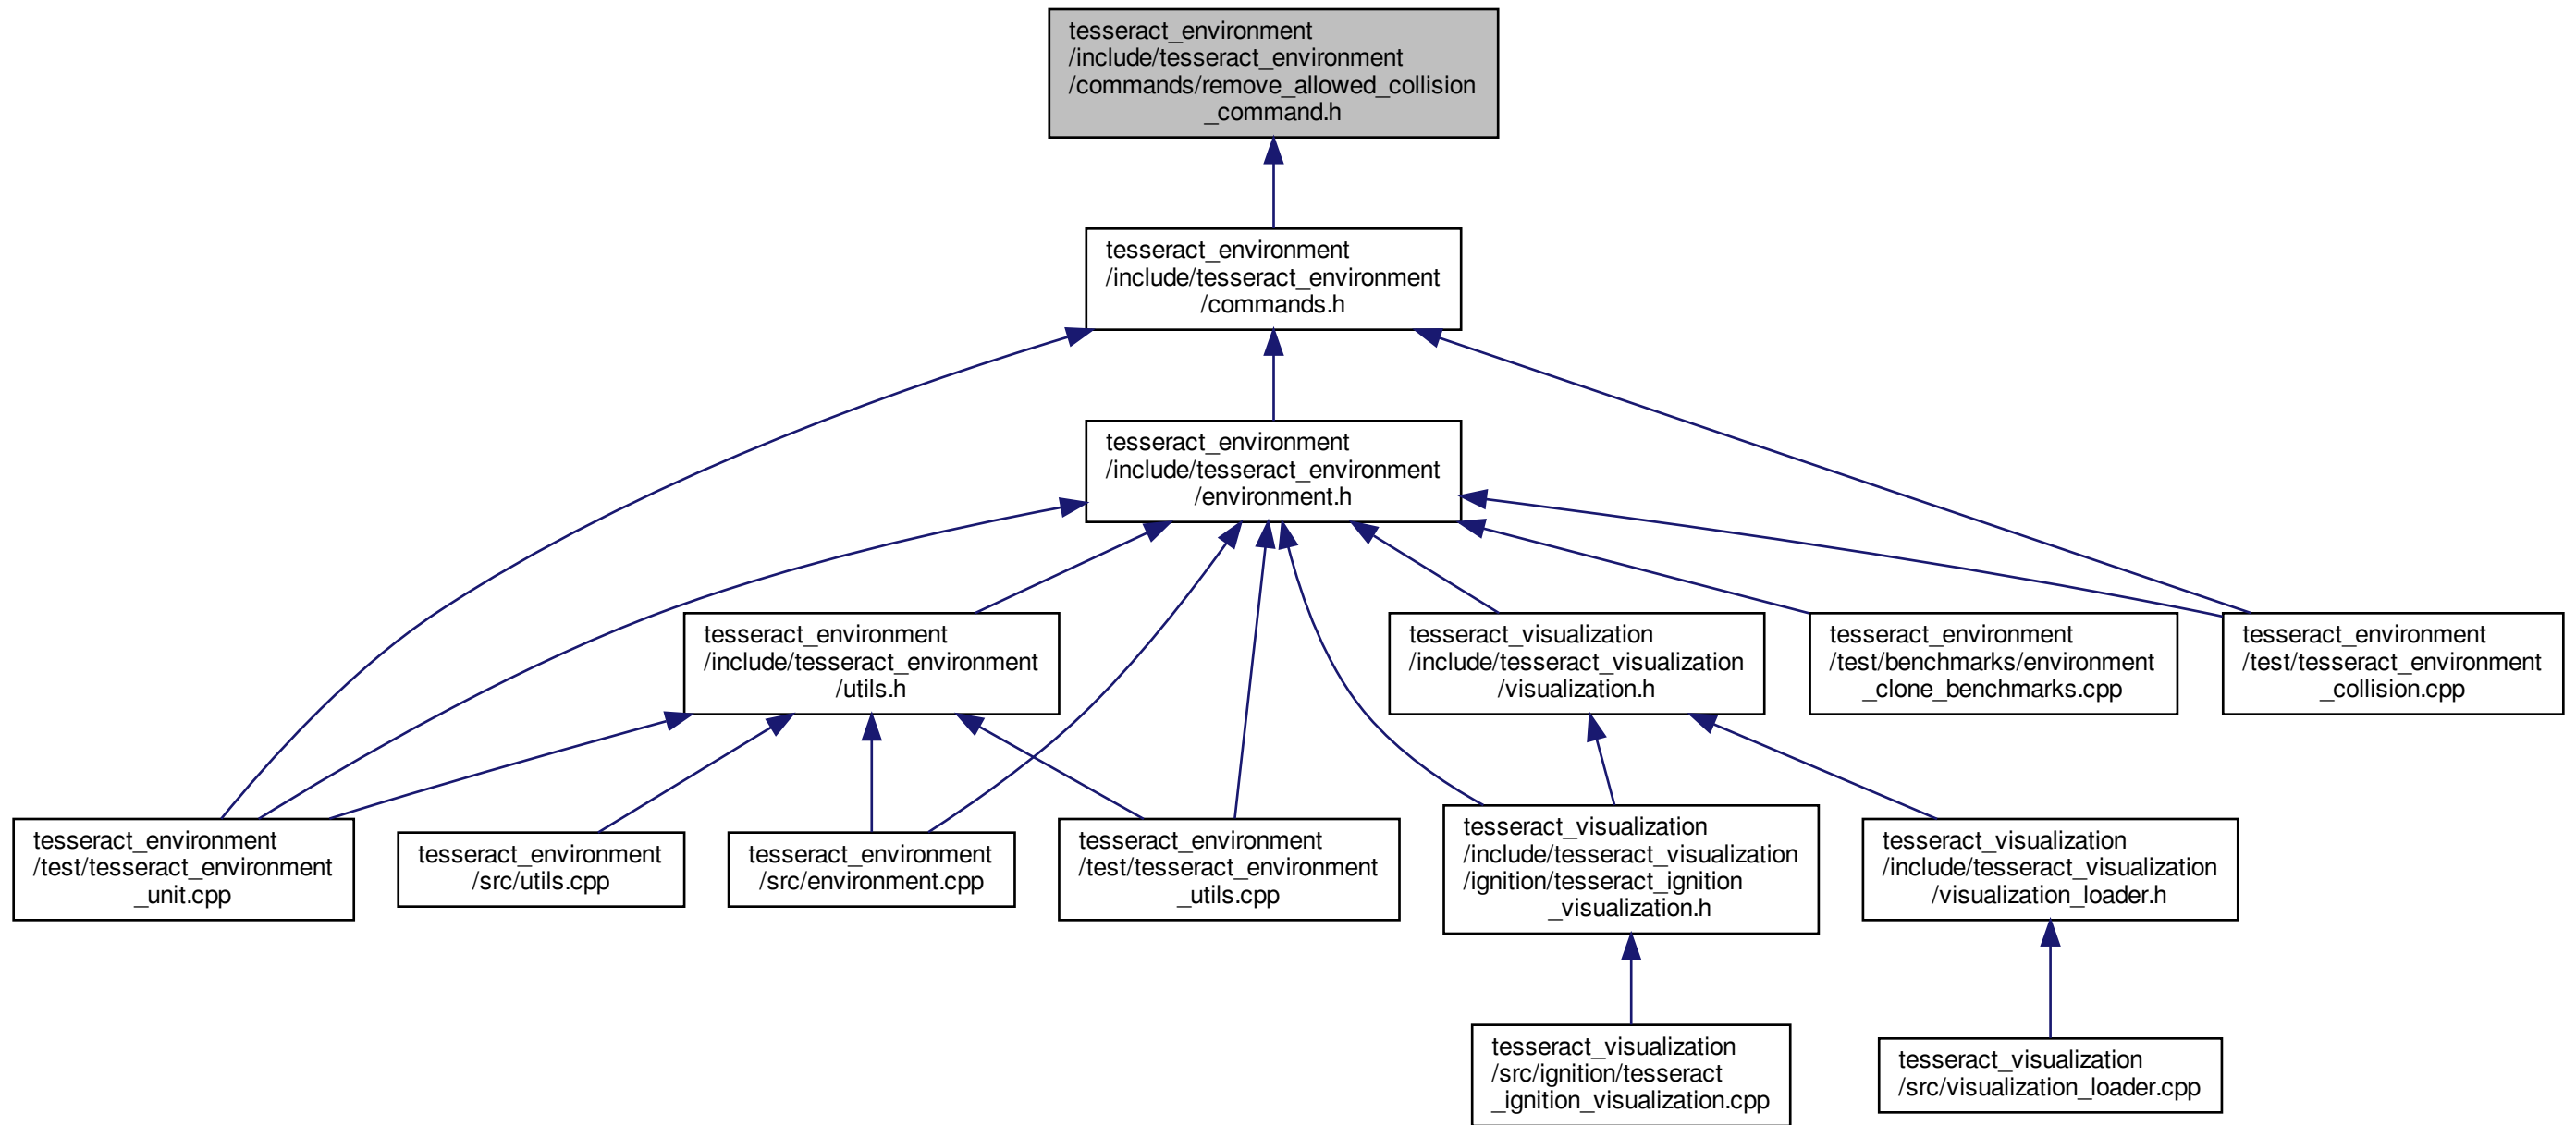 tesseract_environment
/include/tesseract_environment
/commands/remove_allowed_collision
_command.h
tesseract_environment
/include/tesseract_environment
/commands.h
tesseract_environment
/include/tesseract_environment
/environment.h
tesseract_environment
/include/tesseract_environment
/utils.h
tesseract_visualization
/include/tesseract_visualization
/visualization.h
tesseract_environment
/test/benchmarks/environment
_clone_benchmarks.cpp
tesseract_environment
/test/tesseract_environment
_collision.cpp
tesseract_environment
/test/tesseract_environment
_unit.cpp
tesseract_environment
/src/utils.cpp
tesseract_environment
/src/environment.cpp
tesseract_environment
/test/tesseract_environment
_utils.cpp
tesseract_visualization
/include/tesseract_visualization
/ignition/tesseract_ignition
_visualization.h
tesseract_visualization
/include/tesseract_visualization
/visualization_loader.h
tesseract_visualization
/src/ignition/tesseract
_ignition_visualization.cpp
tesseract_visualization
/src/visualization_loader.cpp